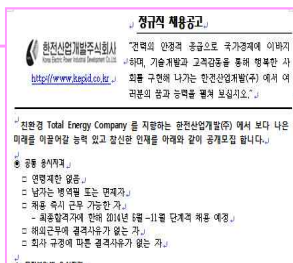 정규직 채용공고
한전산업개발주식회사
Korea Electric Power Industrial Development Co., Ltd
http://www.kepid.co.kr
"전력의 안정적 공급으로 국가경제에 이바지
하며, 기술개발과 고객감동을 통해 행복한 사
회를 구현해 나가는 한전산업개발(주) 에서 여
러분의 꿈과 능력을 펼쳐 보십시오."
친환경 Total Energy Company 를 지향하는 한전산업개발(주) 에서 보다 나은
미래를 이끌어갈 능력 있고 참신한 인재를 아래와 같이 공개모집 합니다.
◉ 공통 응시자격
□ 연령제한 없음
□ 남자는 병역필 또는 면제자
□ 채용 즉시 근무 가능한 자
- 최종합격자에 한해 2014년 6월 -11월 단계적 채용 예정
□ 해외근무에 결격사유가 없는 자
□ 회사 규정에 따른 결격사유가 없는 자